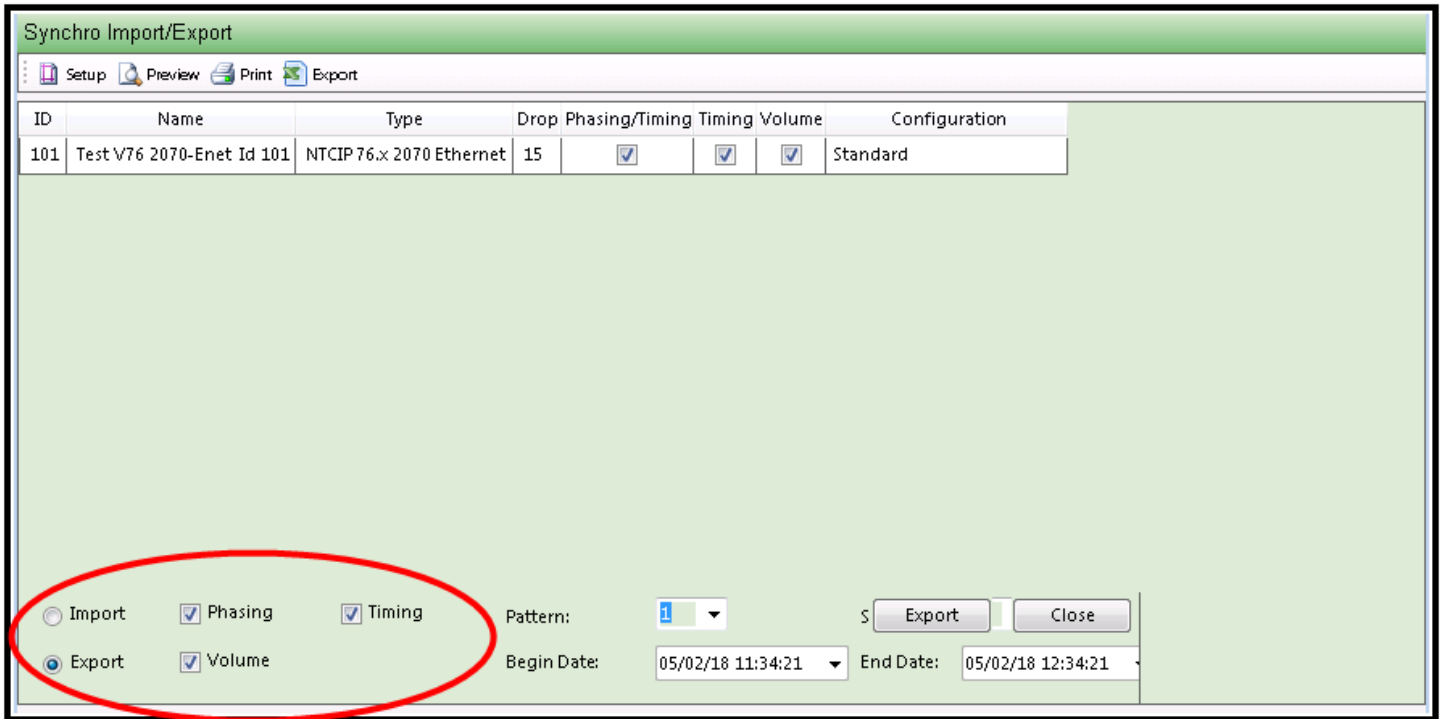 Synchro Import/Export
Setup Preview Print Export
ID Name Type Drop Phasing/Timing Timing Volume Configuration
101 Test V76 2070-Enet Id 101 NTCIP 76.x 2070 Ethernet 15 Standard
Import Phasing Timing Pattern: 1 S Export Close
Export Volume Begin Date: 05/02/18 11:34:21 End Date: 05/02/18 12:34:21